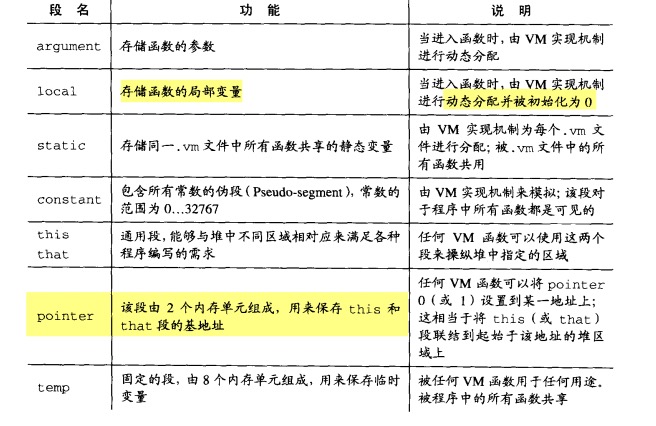 段 名 功 能 说 明
argument 存储函数的参数 当进入函数时, 由 VM 实现机制
进行动态分配
local 存储函数的局部变量 当进入函数时, 由 VM 实现机制
进行动态分配并被初始化为 0
static 存储同一.vm 文件中所有函数共享的静态变量 由 VM 实现机制为每个.vm 文
件进行分配; 被.vm文件中的所
有函数共用
constant 包含所有常数的伪段 (Pseudo-segment), 常数的
范围为 0...32767 由 VM 实现机制来模拟; 该段对
于程序中所有函数都是可见的
this
that 通用段, 能够与堆中不同区域相对应来满足各种
程序编写的需求 任何 VM 函数可以使用这两个
段来操纵堆中指定的区域
pointer 该段由 2 个内存单元组成, 用来保存 this 和
that 段的基地址 任何 VM 函数可以将 pointer
0 (或 1) 设置到某一地址上;
这相当于将 this (或 that)
段联结到起始于该地址的堆区
域上
temp 固定的段, 由 8 个内存单元组成, 用来保存临时
变量 被任何 VM 函数用于任何用途.
被程序中的所有函数共享